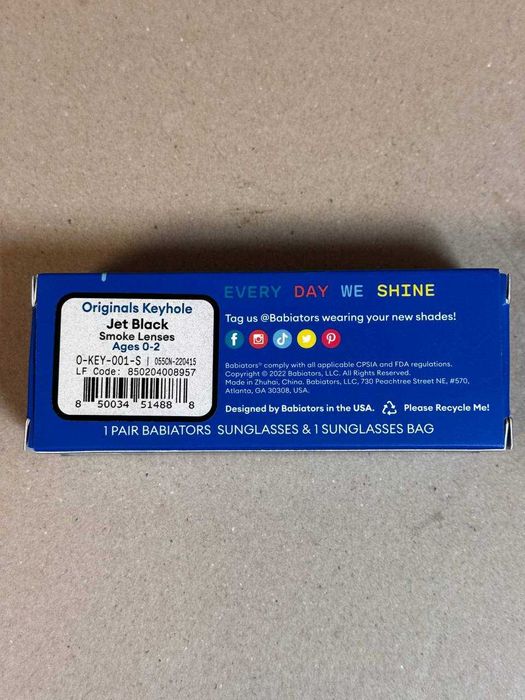 Originals Keyhole
Jet Black
Smoke Lenses
Ages 0-2
O-KEY-001-S | 055CN-220415
LF Code: 850204008957
8 50034 51488 8
EVERY DAY WE SHINE
Tag us @Babiators wearing your new shades!
Babiators® comply with all applicable CPSIA and FDA regulations.
Copyright © 2022 Babiators, LLC. All Rights Reserved.
Made in Zhuhai, China. Babiators, LLC, 730 Peachtree Street NE, #570,
Atlanta, GA 30308, USA.
Designed by Babiators in the USA. Please Recycle Me!
1 PAIR BABIATORS SUNGLASSES & 1 SUNGLASSES BAG